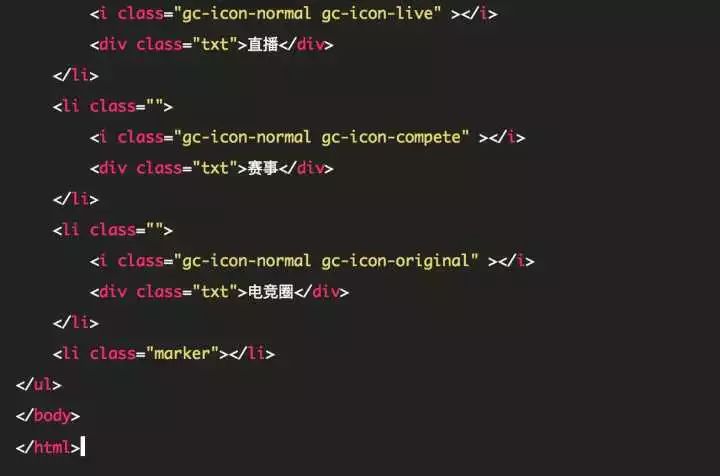 <i class="gc-icon-normal gc-icon-live" ></i>
<div class="txt">直播</div>
</li>
<li class="">
<i class="gc-icon-normal gc-icon-compete" ></i>
<div class="txt">赛事</div>
</li>
<li class="">
<i class="gc-icon-normal gc-icon-original" ></i>
<div class="txt">电竞圈</div>
</li>
<li class="marker"></li>
</ul>
</body>
</html>